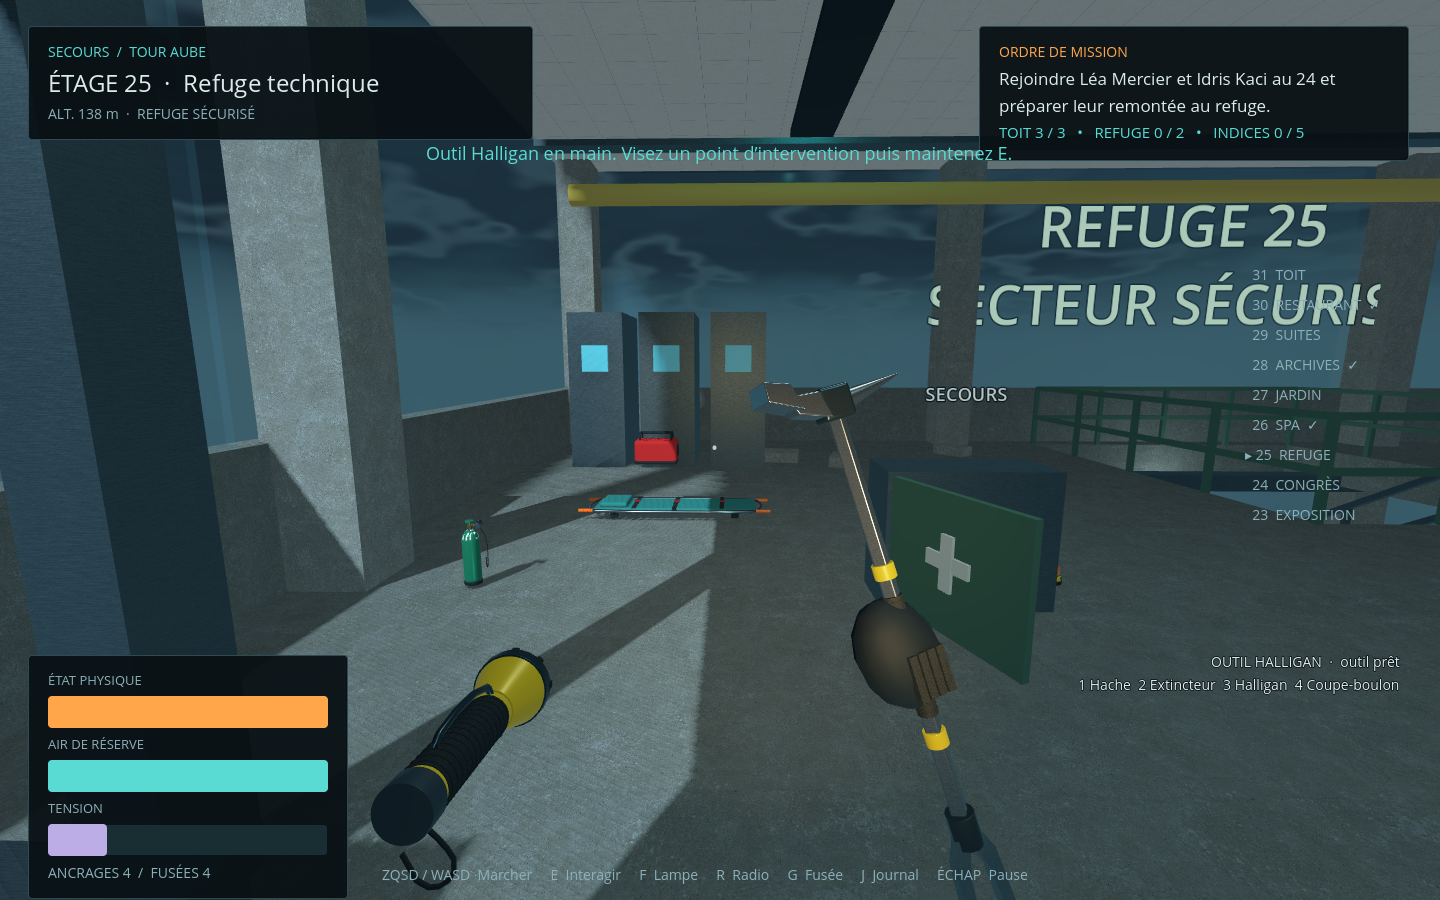 SECOURS / TOUR AUBE
ÉTAGE 25 · Refuge technique
ALT. 138 m · REFUGE SÉCURISÉ
ORDRE DE MISSION
Rejoindre Léa Mercier et Idris Kaci au 24 et
préparer leur remontée au refuge.
TOIT 3 / 3 • REFUGE 0 / 2 • INDICES 0 / 5
Outil Halligan en main. Visez un point d’intervention puis maintenez E.
REFUGE 25
SECTEUR SÉCURIS
31 TOIT
30 RESTAURANT ✓
29 SUITES
28 ARCHIVES ✓
27 JARDIN
26 SPA ✓
▸ 25 REFUGE
24 CONGRÈS
23 EXPOSITION
SECOURS
OUTIL HALLIGAN · outil prêt
1 Hache 2 Extincteur 3 Halligan 4 Coupe-boulon
ÉTAT PHYSIQUE
AIR DE RÉSERVE
TENSION
ANCRAGES 4 / FUSÉES 4
ZQSD / WASD Marcher E Interagir F Lampe R Radio G Fusée J Journal ÉCHAP Pause